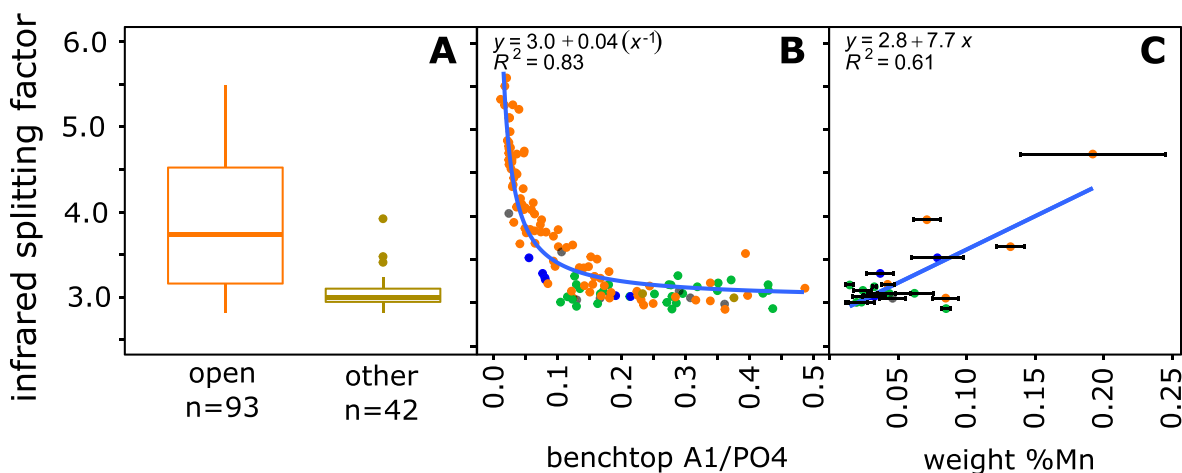 infrared splitting factor
6.0
5.0
4.0
3.0
A
open
n=93
other
n=42
y = 3.0 + 0.04 (x⁻¹)
R² = 0.83
B
0.0
0.1
0.2
0.3
0.4
0.5
benchtop A1/PO4
y = 2.8 + 7.7 x
R² = 0.61
C
0.05
0.10
0.15
0.20
0.25
weight %Mn